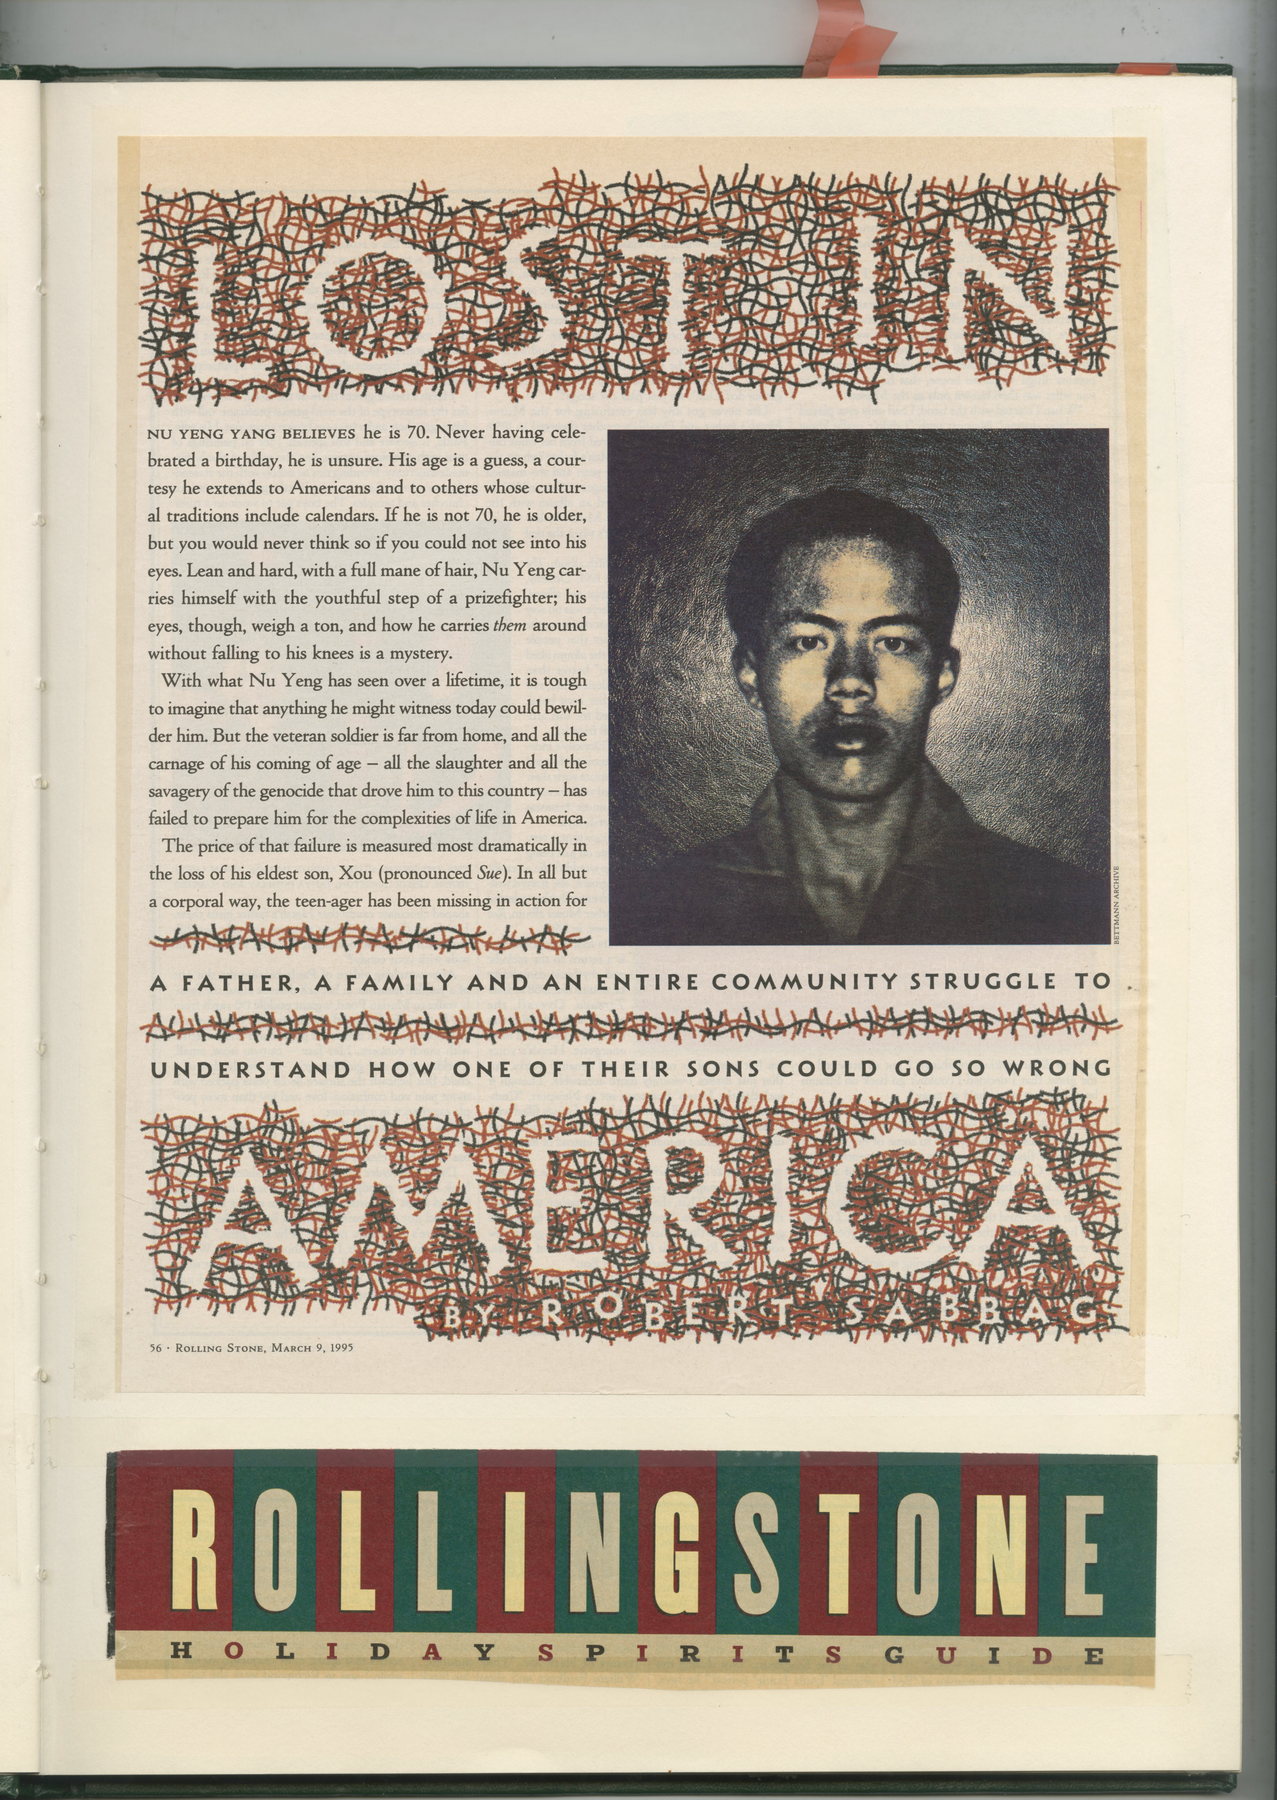 LOST IN
NU YENG YANG BELIEVES he is 70. Never having cele-
brated a birthday, he is unsure. His age is a guess, a cour-
tesy he extends to Americans and to others whose cultur-
al traditions include calendars. If he is not 70, he is older,
but you would never think so if you could not see into his
eyes. Lean and hard, with a full mane of hair, Nu Yeng car-
ries himself with the youthful step of a prizefighter; his
eyes, though, weigh a ton, and how he carries them around
without falling to his knees is a mystery.
With what Nu Yeng has seen over a lifetime, it is tough
to imagine that anything he might witness today could bewil-
der him. But the veteran soldier is far from home, and all the
carnage of his coming of age – all the slaughter and all the
savagery of the genocide that drove him to this country – has
failed to prepare him for the complexities of life in America.
The price of that failure is measured most dramatically in
the loss of his eldest son, Xou (pronounced Sue). In all but
a corporal way, the teen-ager has been missing in action for
BETTMANN ARCHIVE
A FATHER, A FAMILY AND AN ENTIRE COMMUNITY STRUGGLE TO
UNDERSTAND HOW ONE OF THEIR SONS COULD GO SO WRONG
AMERICA
BY ROBERT SABBAG
56 · ROLLING STONE, MARCH 9, 1995
ROLLINGSTONE
HOLIDAYSPIRITSGUIDE